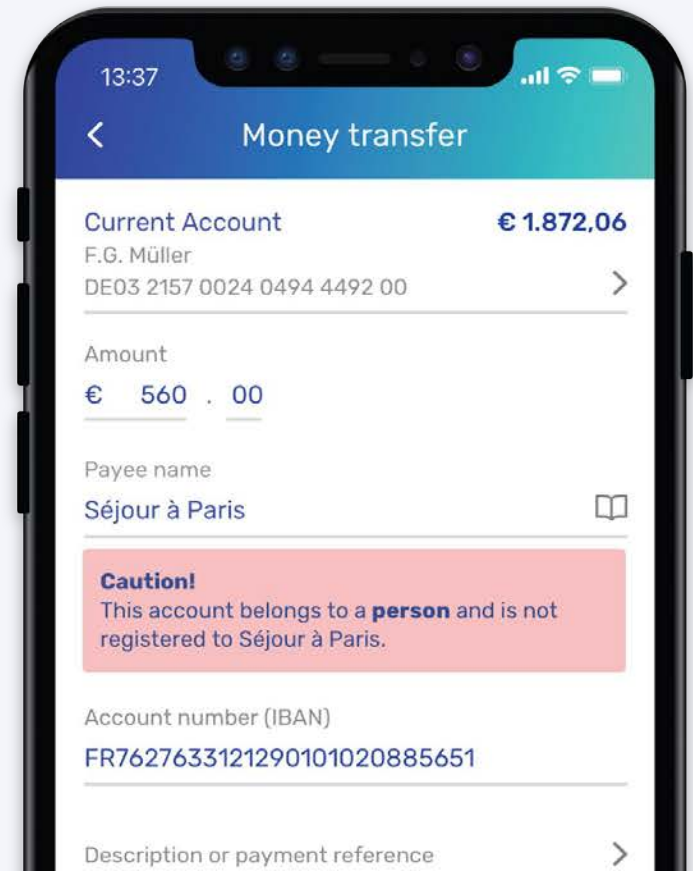 13:37
Money transfer
Current Account € 1.872,06
F.G. Müller
DE03 2157 0024 0494 4492 00
Amount
€ 560 . 00
Payee name
Séjour à Paris
Caution!
This account belongs to a person and is not
registered to Séjour à Paris.
Account number (IBAN)
FR7627633121290101020885651
Description or payment reference